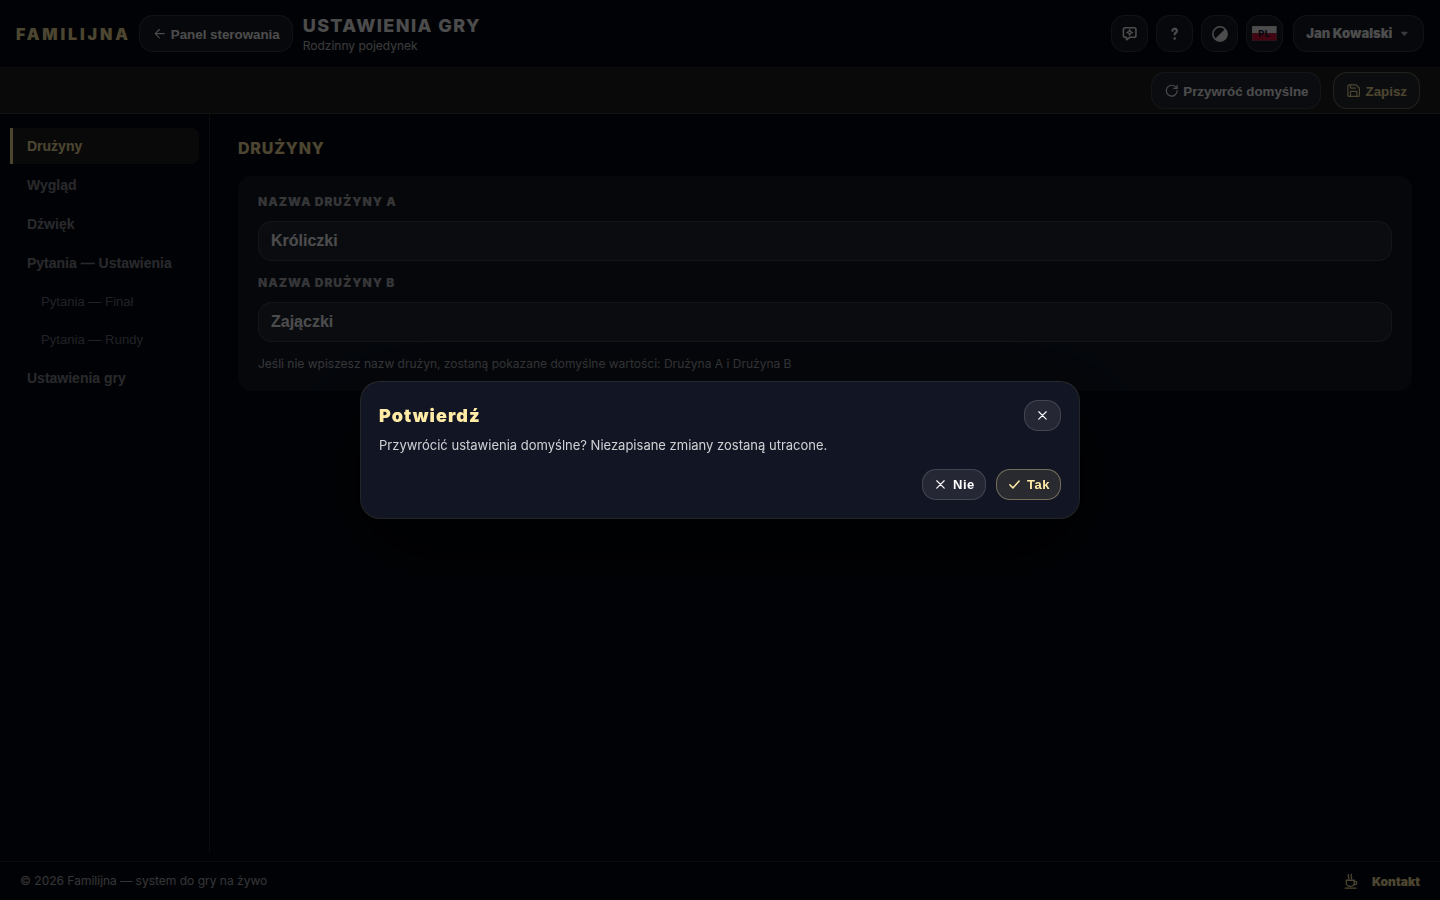 FAMILIJNA
Panel sterowania
USTAWIENIA GRY
Rodzinny pojedynek
?
PL
Jan Kowalski
Przywróć domyślne
Zapisz
Drużyny
Wygląd
Dźwięk
Pytania — Ustawienia
Pytania — Finał
Pytania — Rundy
Ustawienia gry
DRUŻYNY
NAZWA DRUŻYNY A
Króliczki
NAZWA DRUŻYNY B
Zajączki
Jeśli nie wpiszesz nazw drużyn, zostaną pokazane domyślne wartości: Drużyna A i Drużyna B
Potwierdź
Przywrócić ustawienia domyślne? Niezapisane zmiany zostaną utracone.
Nie
Tak
© 2026 Familijna — system do gry na żywo
Kontakt